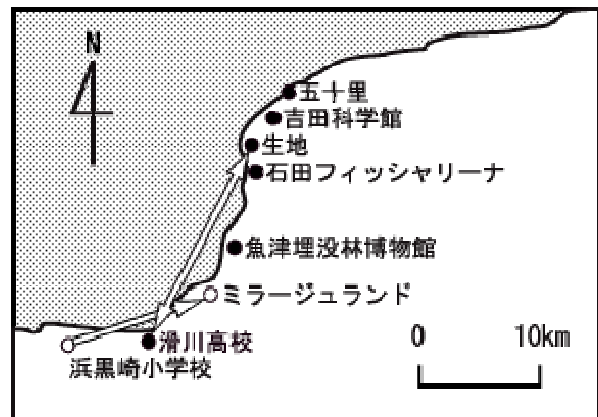 N
五十里
吉田科学館
生地
石田フィッシャリーナ
魚津埋没林博物館
ミラージュランド
0 10km
滑川高校
浜黒崎小学校